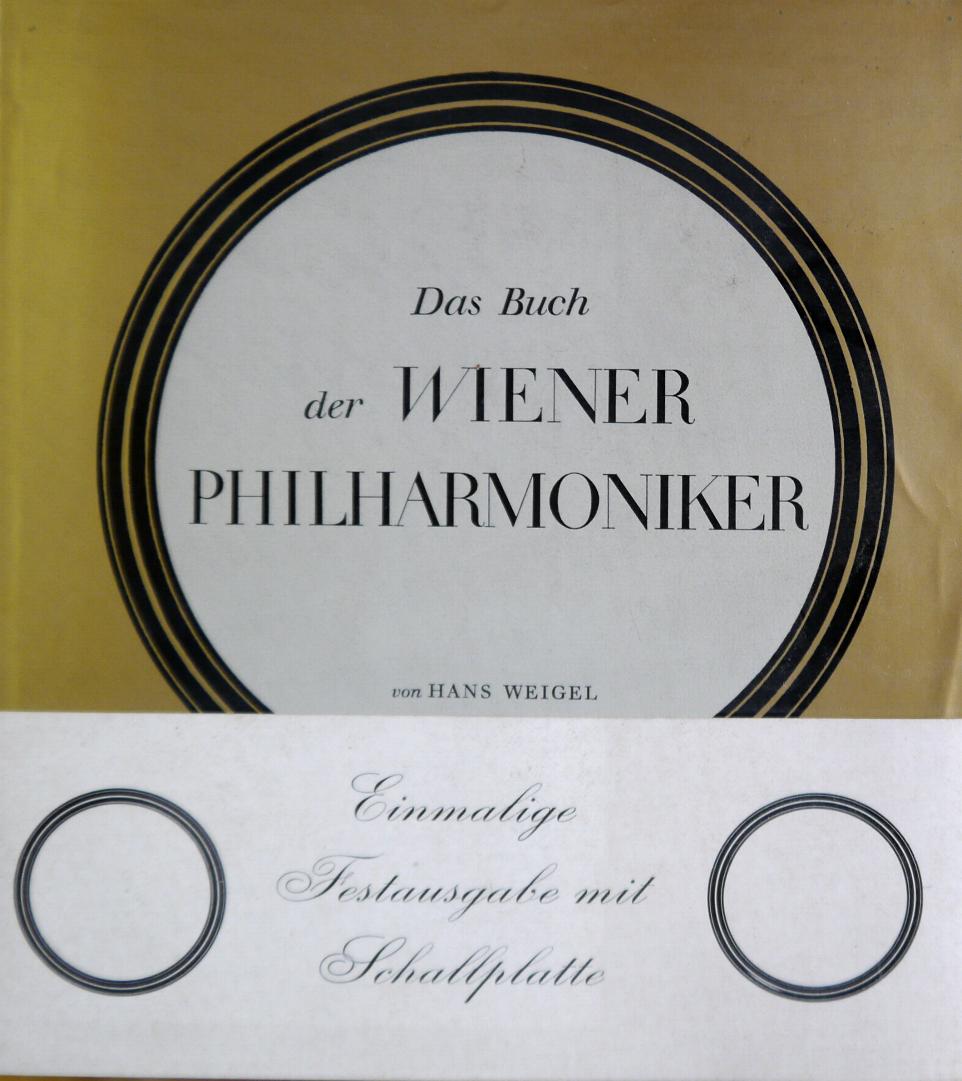 Das Buch
der WIENER
PHILHARMONIKER
von HANS WEIGEL
Einmalige
Festausgabe mit
Schallplatte